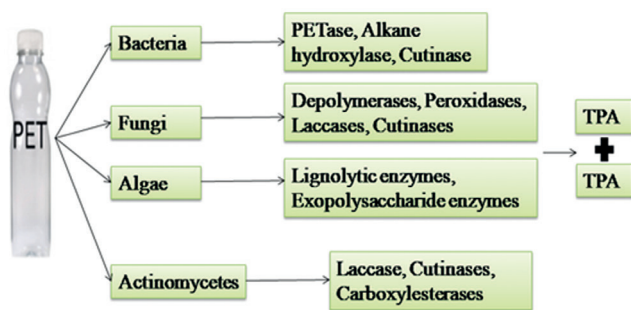 PET
Bacteria
PETase, Alkane
hydroxylase, Cutinase
Fungi
Depolymerases, Peroxidases,
Laccases, Cutinases
Algae
Lignolytic enzymes,
Exopolysaccharide enzymes
Actinomycetes
Laccase, Cutinases,
Carboxylesterases
TPA
+
TPA